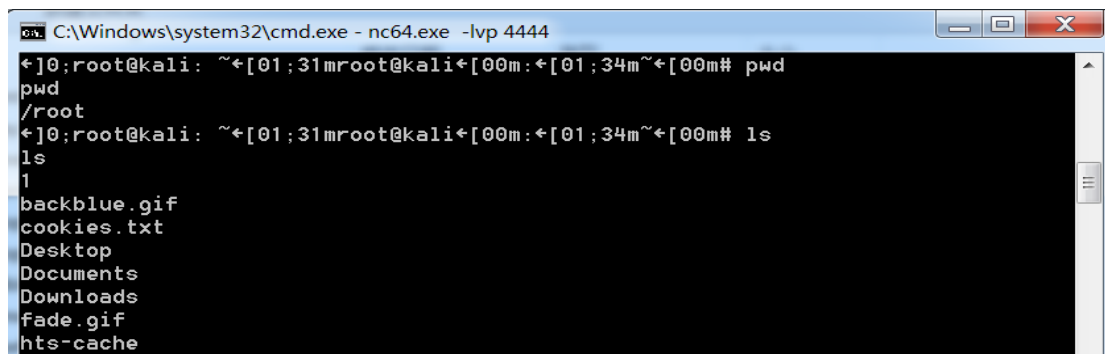 C:\Windows\system32\cmd.exe - nc64.exe -lvp 4444
←]0;root@kali: ~←[01;31mroot@kali←[00m:←[01;34m~←[00m# pwd
pwd
/root
←]0;root@kali: ~←[01;31mroot@kali←[00m:←[01;34m~←[00m# ls
ls
1
backblue.gif
cookies.txt
Desktop
Documents
Downloads
fade.gif
hts-cache